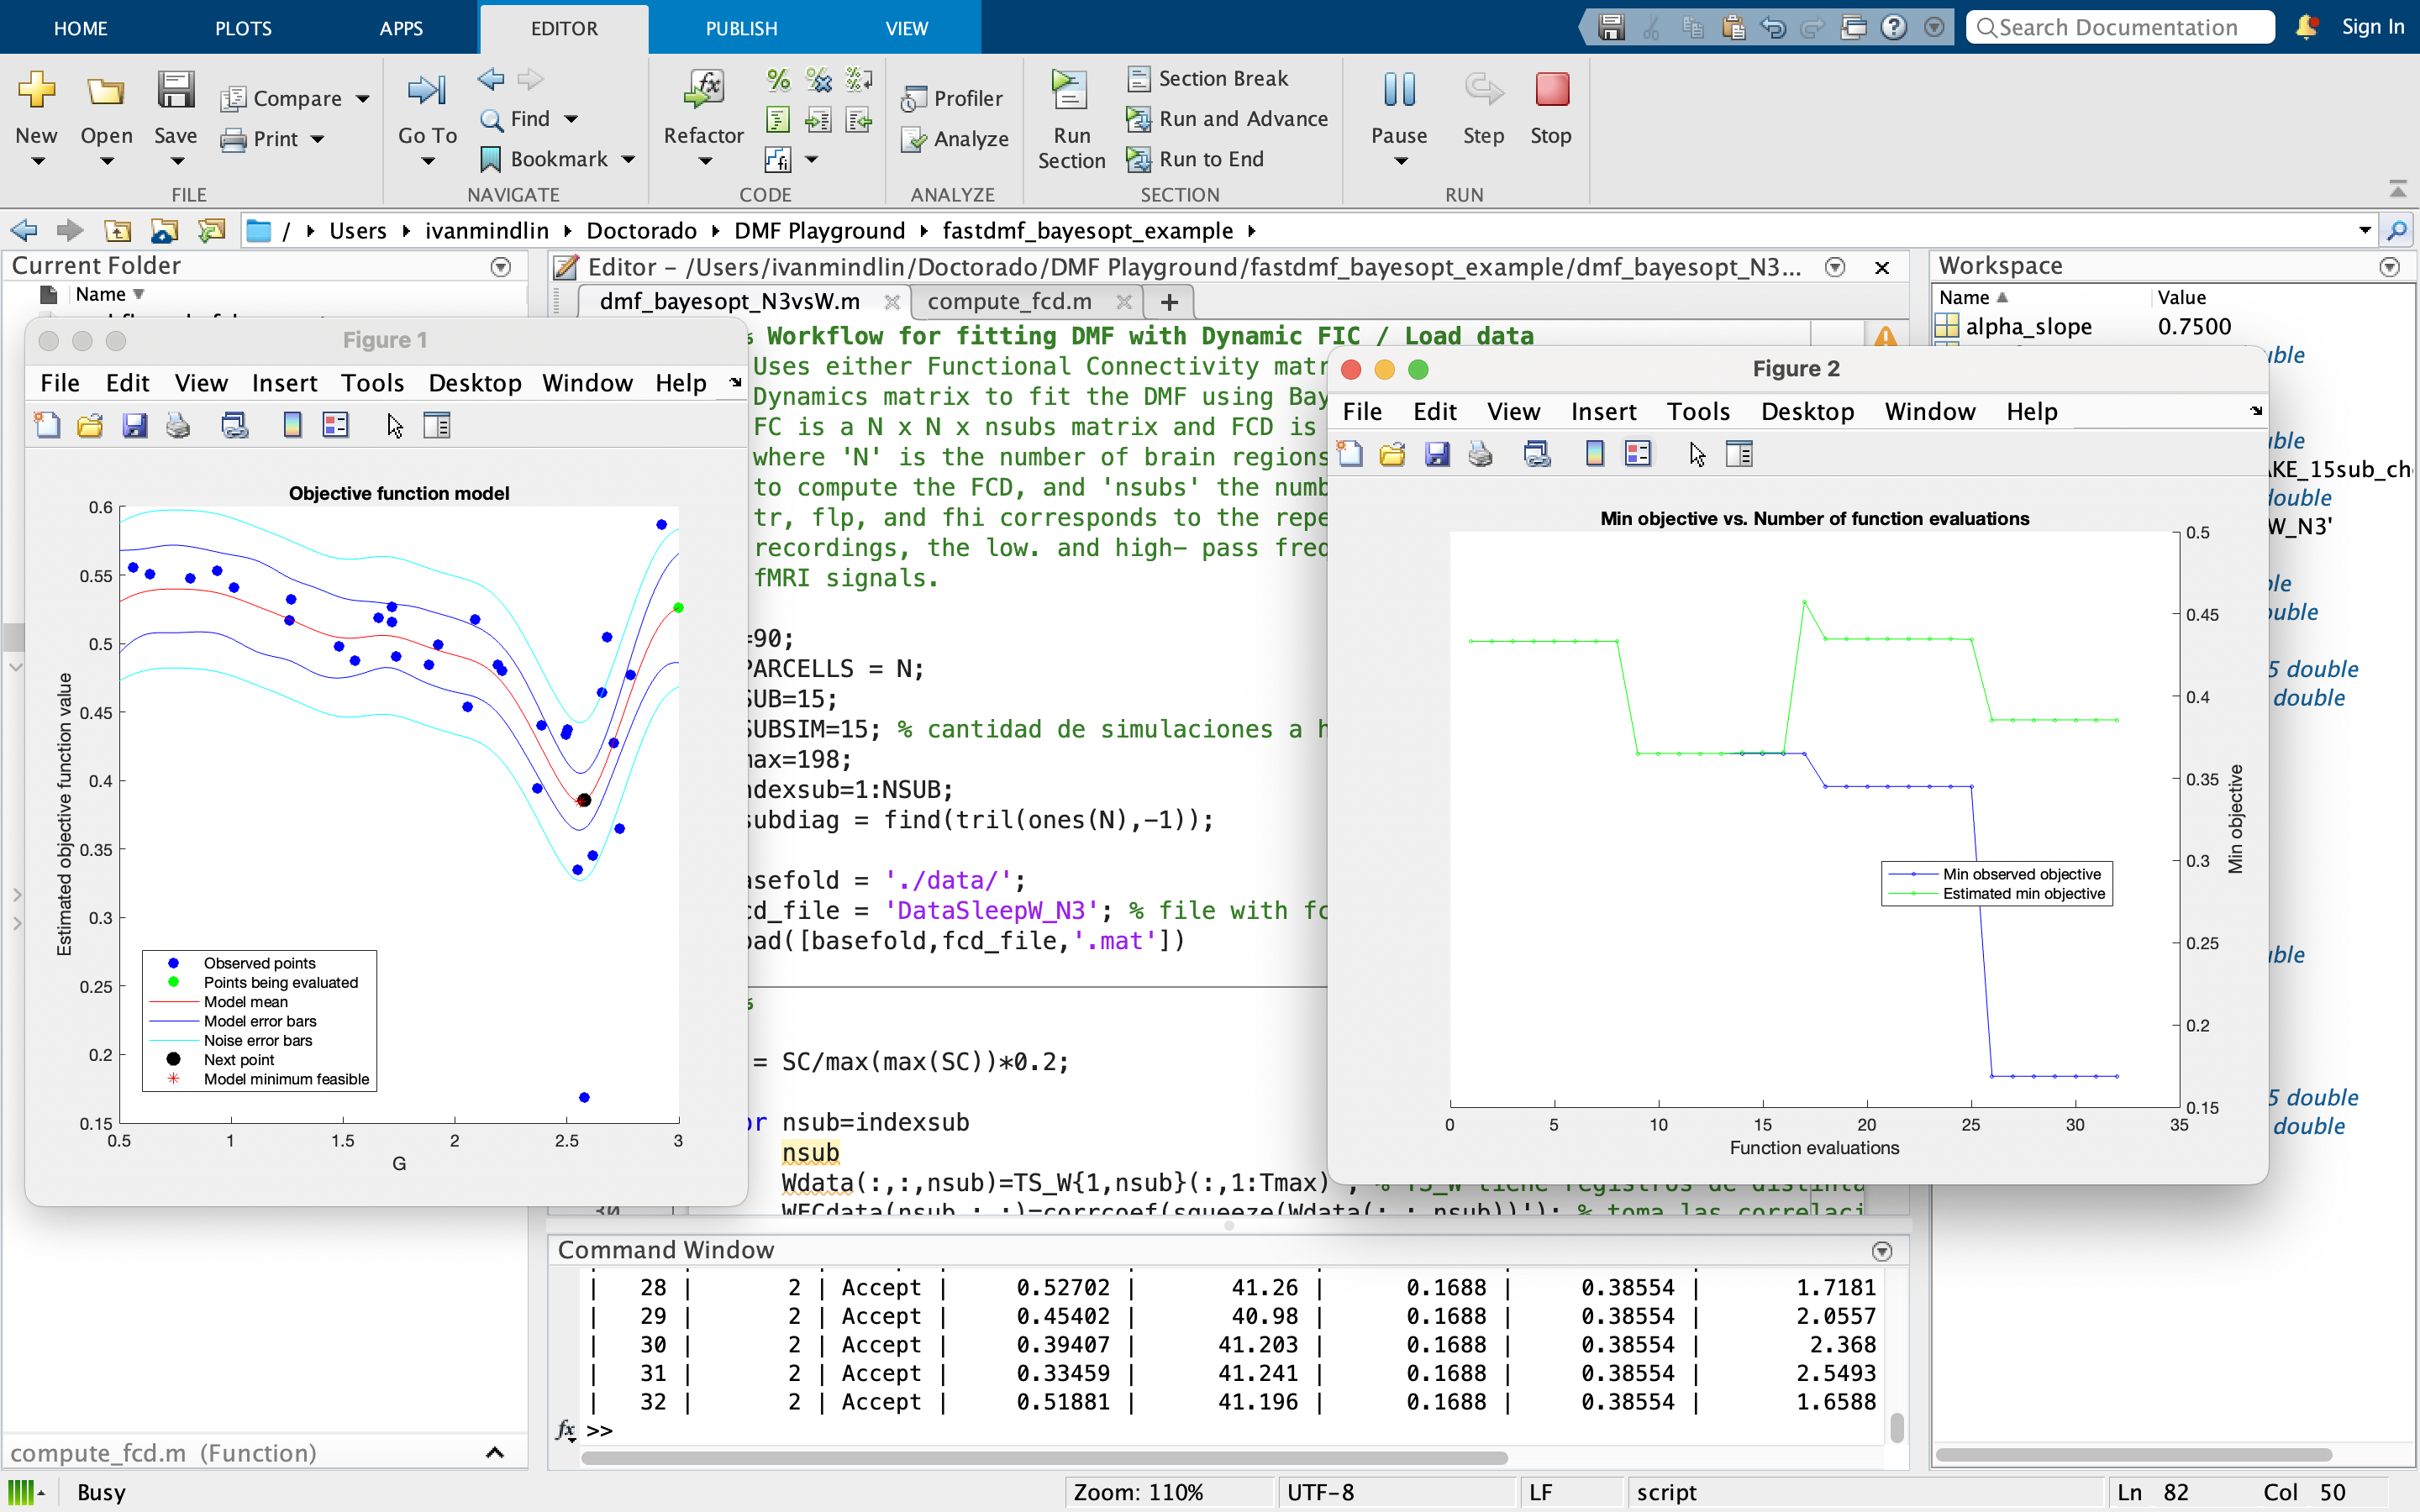 HOME PLOTS APPS EDITOR PUBLISH VIEW Search Documentation Sign In
New Open Save Compare Print Go To Find Bookmark Refactor Profiler Analyze Run Section Section Break Run and Advance Run to End Pause Step Stop
FILE NAVIGATE CODE ANALYZE SECTION RUN
/ Users ivanmindlin Doctorado DMF Playground fastdmf_bayesopt_example
Current Folder
Name
Editor – /Users/ivanmindlin/Doctorado/DMF Playground/fastdmf_bayesopt_example/dmf_bayesopt_N3...
dmf_bayesopt_N3vsW.m compute_fcd.m +
Workspace
Name Value
alpha_slope 0.7500
Figure 1
File Edit View Insert Tools Desktop Window Help
Objective function model
0.6
0.55
0.5
0.45
0.4
0.35
0.3
0.25
0.2
0.15
Estimated objective function value
Observed points
Points being evaluated
Model mean
Model error bars
Noise error bars
Next point
Model minimum feasible
0.5 1 1.5 2 2.5 3
G
Workflow for fitting DMF with Dynamic FIC / Load data
Uses either Functional Connectivity matr
Dynamics matrix to fit the DMF using Bay
FC is a N x N x nsubs matrix and FCD is
where 'N' is the number of brain regions
to compute the FCD, and 'nsubs' the numb
tr, flp, and fhi corresponds to the repe
recordings, the low. and high- pass freq
fMRI signals.
=90;
PARCELLS = N;
SUB=15;
SUBSIM=15; % cantidad de simulaciones a h
max=198;
ndexsub=1:NSUB;
subdiag = find(tril(ones(N),-1));
asefold = './data/';
cd_file = 'DataSleepW_N3'; % file with fc
oad([basefold,fcd_file,'.mat'])
= SC/max(max(SC))*0.2;
or nsub=indexsub
nsub
Wdata(:,:,nsub)=TS_W{1,nsub}(:,1:Tmax)
WFCdata(nsub,:,:)=corrcoef(squeeze(Wdata(:,:,nsub))'); % toma las correlaci
Figure 2
File Edit View Insert Tools Desktop Window Help
Min objective vs. Number of function evaluations
0.5
0.45
0.4
0.35
0.3
0.25
0.2
0.15
Min objective
Min observed objective
Estimated min objective
0 5 10 15 20 25 30 35
Function evaluations
uble
uble
AKE_15sub_ch
double
W_N3'
ble
ouble
5 double
double
uble
5 double
double
Command Window
| 28 | 2 | Accept | 0.52702 | 41.26 | 0.1688 | 0.38554 | 1.7181
| 29 | 2 | Accept | 0.45402 | 40.98 | 0.1688 | 0.38554 | 2.0557
| 30 | 2 | Accept | 0.39407 | 41.203 | 0.1688 | 0.38554 | 2.368
| 31 | 2 | Accept | 0.33459 | 41.241 | 0.1688 | 0.38554 | 2.5493
| 32 | 2 | Accept | 0.51881 | 41.196 | 0.1688 | 0.38554 | 1.6588
fx >>
compute_fcd.m (Function)
Busy Zoom: 110% UTF-8 LF script Ln 82 Col 50